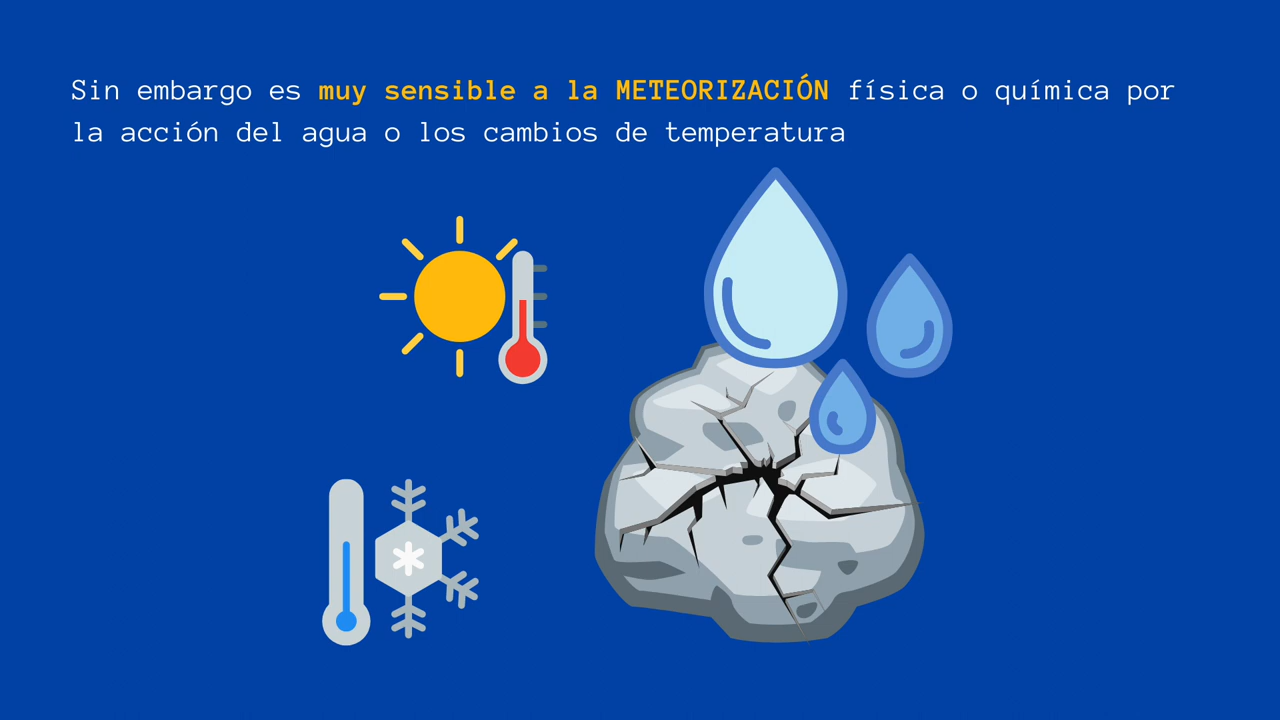 Sin embargo es muy sensible a la METEORIZACIÓN física o química por
la acción del agua o los cambios de temperatura